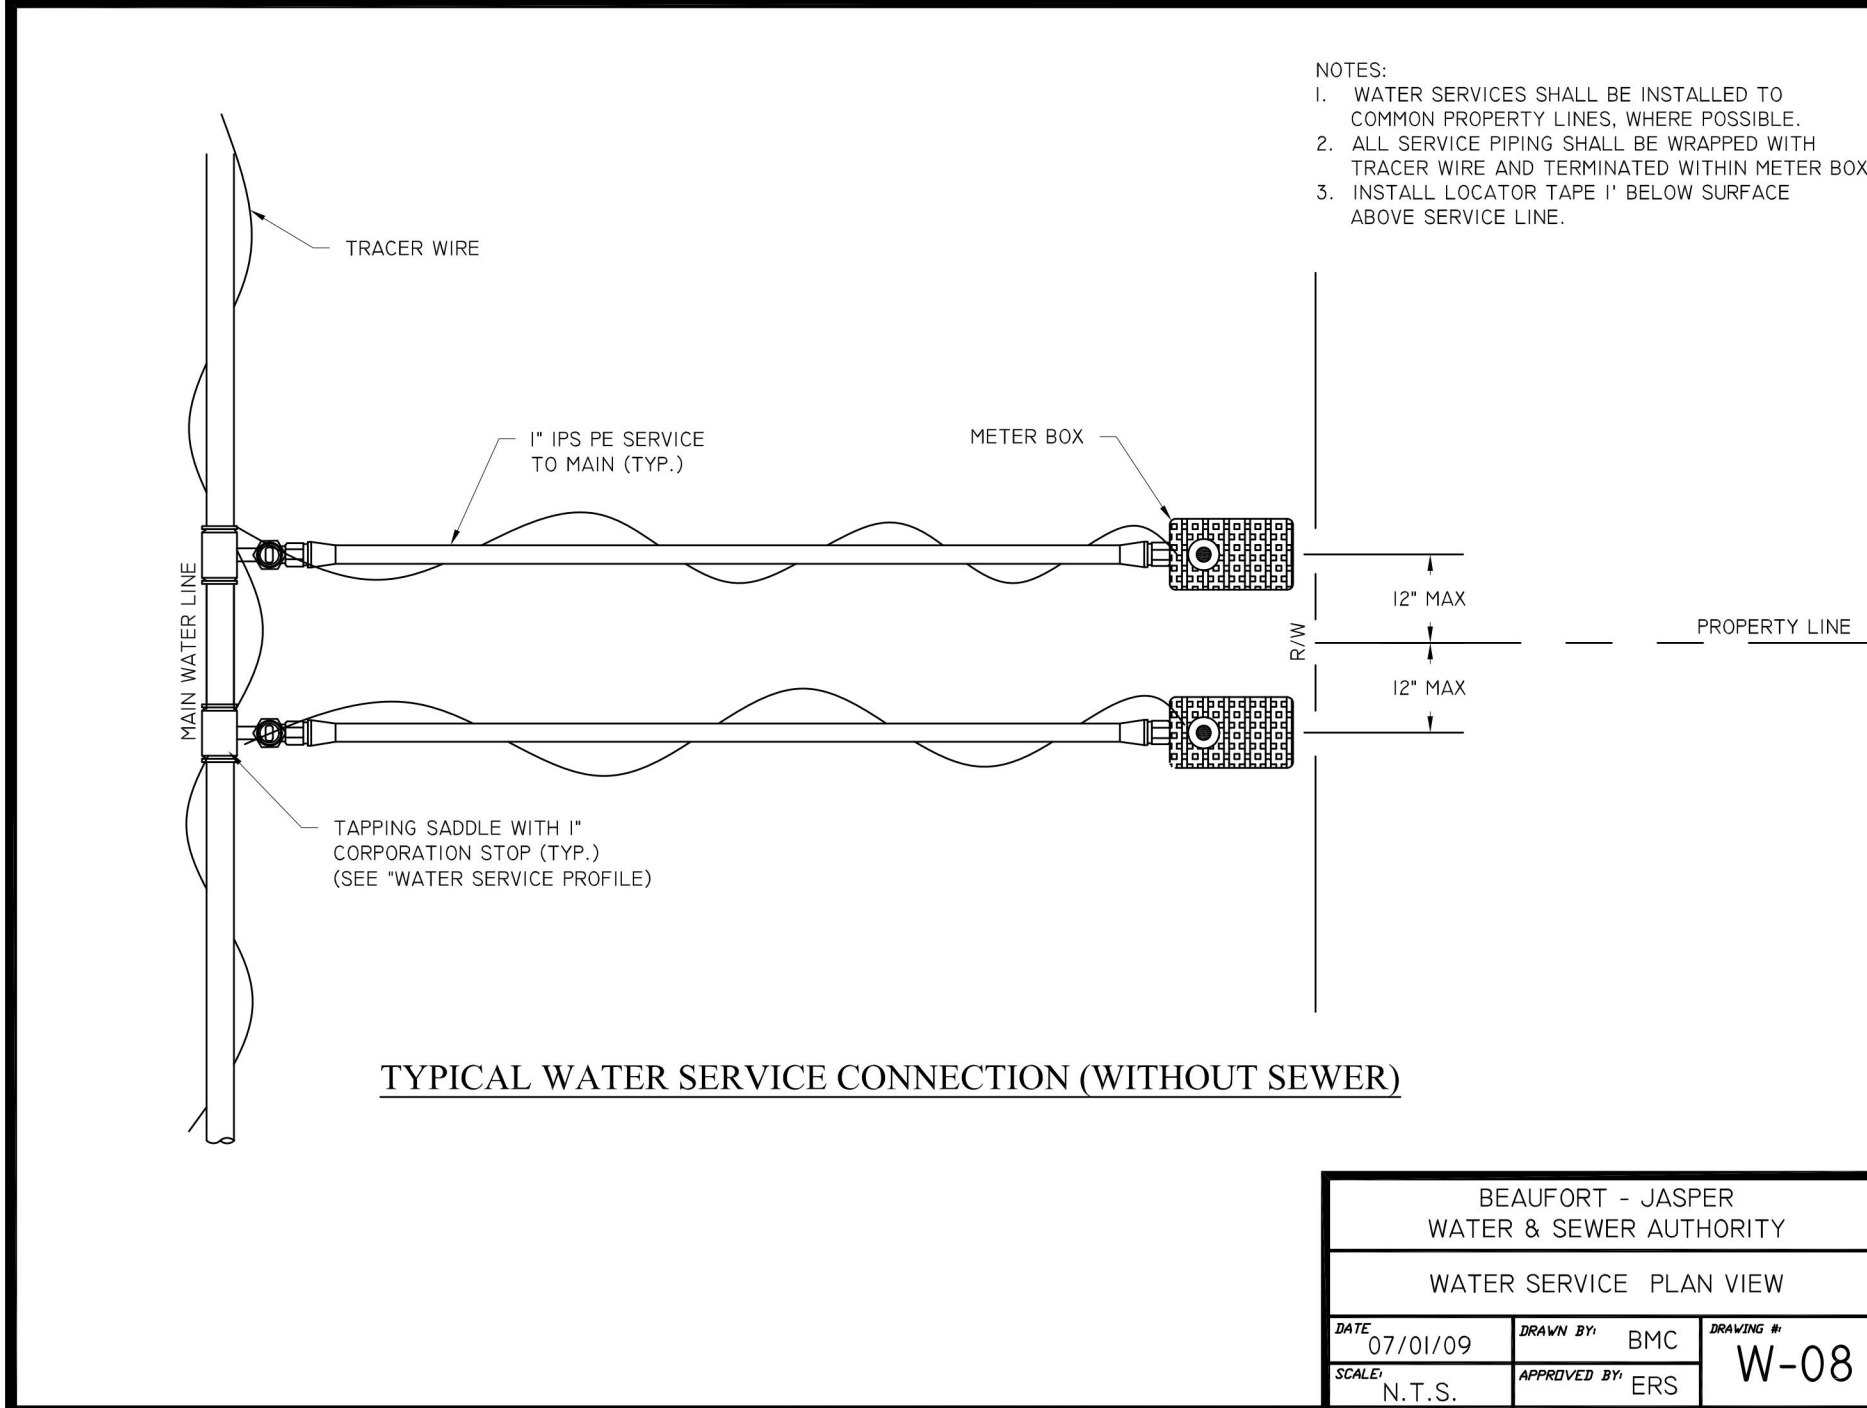 NOTES:
1. WATER SERVICES SHALL BE INSTALLED TO
COMMON PROPERTY LINES, WHERE POSSIBLE.
2. ALL SERVICE PIPING SHALL BE WRAPPED WITH
TRACER WIRE AND TERMINATED WITHIN METER BOX
3. INSTALL LOCATOR TAPE 1' BELOW SURFACE
ABOVE SERVICE LINE.
TRACER WIRE
1" IPS PE SERVICE
TO MAIN (TYP.)
METER BOX
MAIN WATER LINE
12" MAX
R/W
PROPERTY LINE
12" MAX
TAPPING SADDLE WITH 1"
CORPORATION STOP (TYP.)
(SEE "WATER SERVICE PROFILE)
TYPICAL WATER SERVICE CONNECTION (WITHOUT SEWER)
BEAUFORT - JASPER
WATER & SEWER AUTHORITY
WATER SERVICE PLAN VIEW
DATE 07/01/09
DRAWN BY: BMC
DRAWING #:
W-08
SCALE: N.T.S.
APPROVED BY: ERS